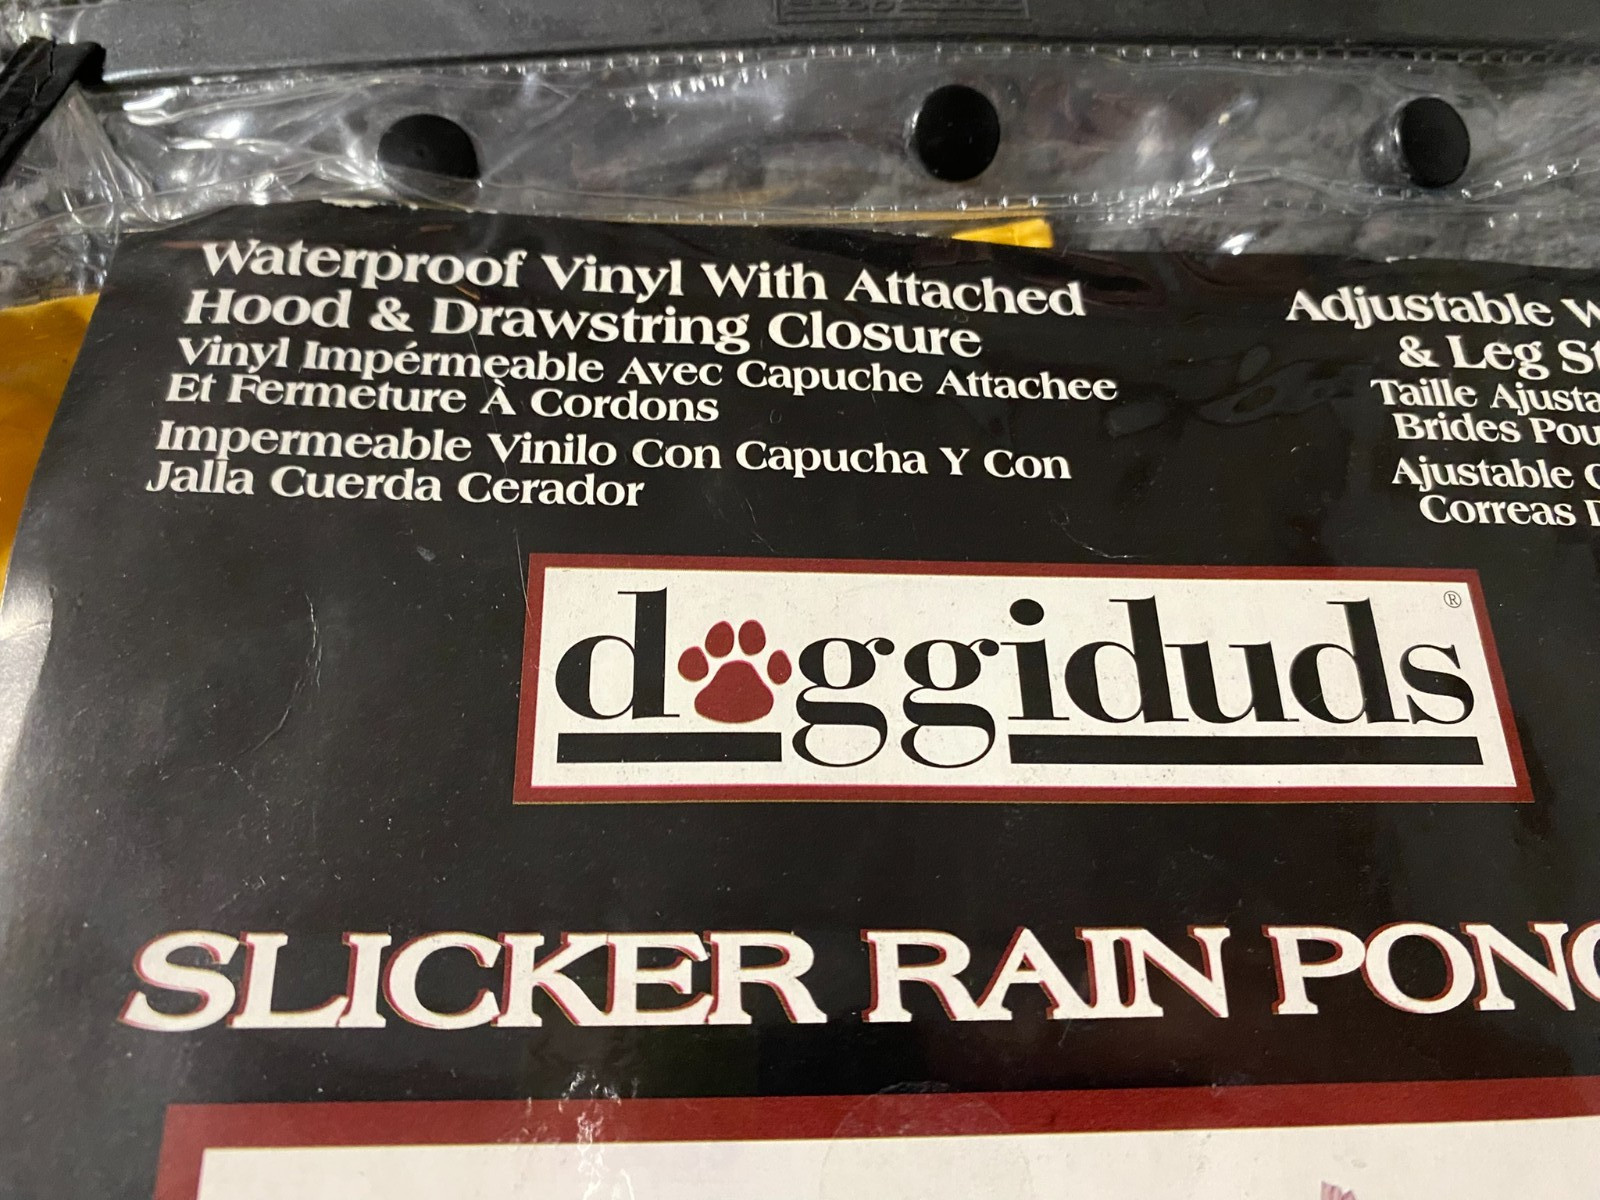 Waterproof Vinyl With Attached
Hood & Drawstring Closure
Vinyl Impérmeable Avec Capuche Attachee
Et Fermeture À Cordons
Impermeable Vinilo Con Capucha Y Con
Jalla Cuerda Cerador
Adjustable
& Leg
Taille
Brides
Ajustable
Correas
doggiduds®
SLICKER RAIN